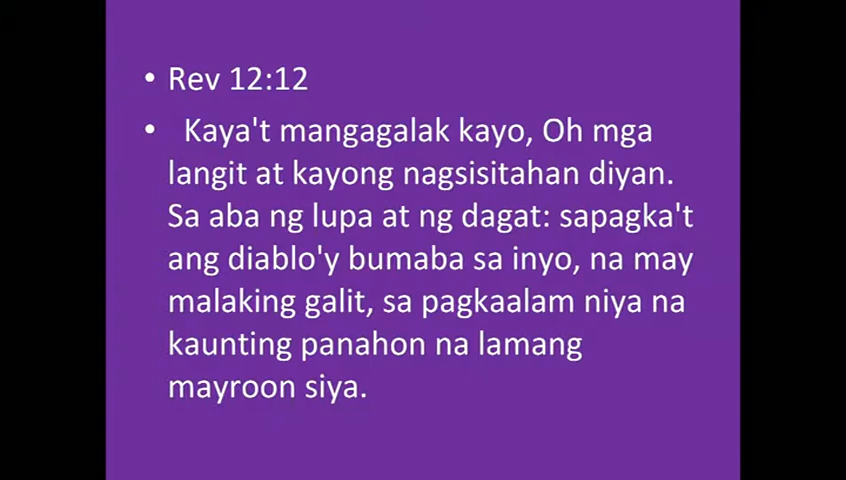 • Rev 12:12
• Kaya't mangagalak kayo, Oh mga
langit at kayong nagsisitahan diyan.
Sa aba ng lupa at ng dagat: sapagka't
ang diablo'y bumaba sa inyo, na may
malaking galit, sa pagkaalam niya na
kaunting panahon na lamang
mayroon siya.